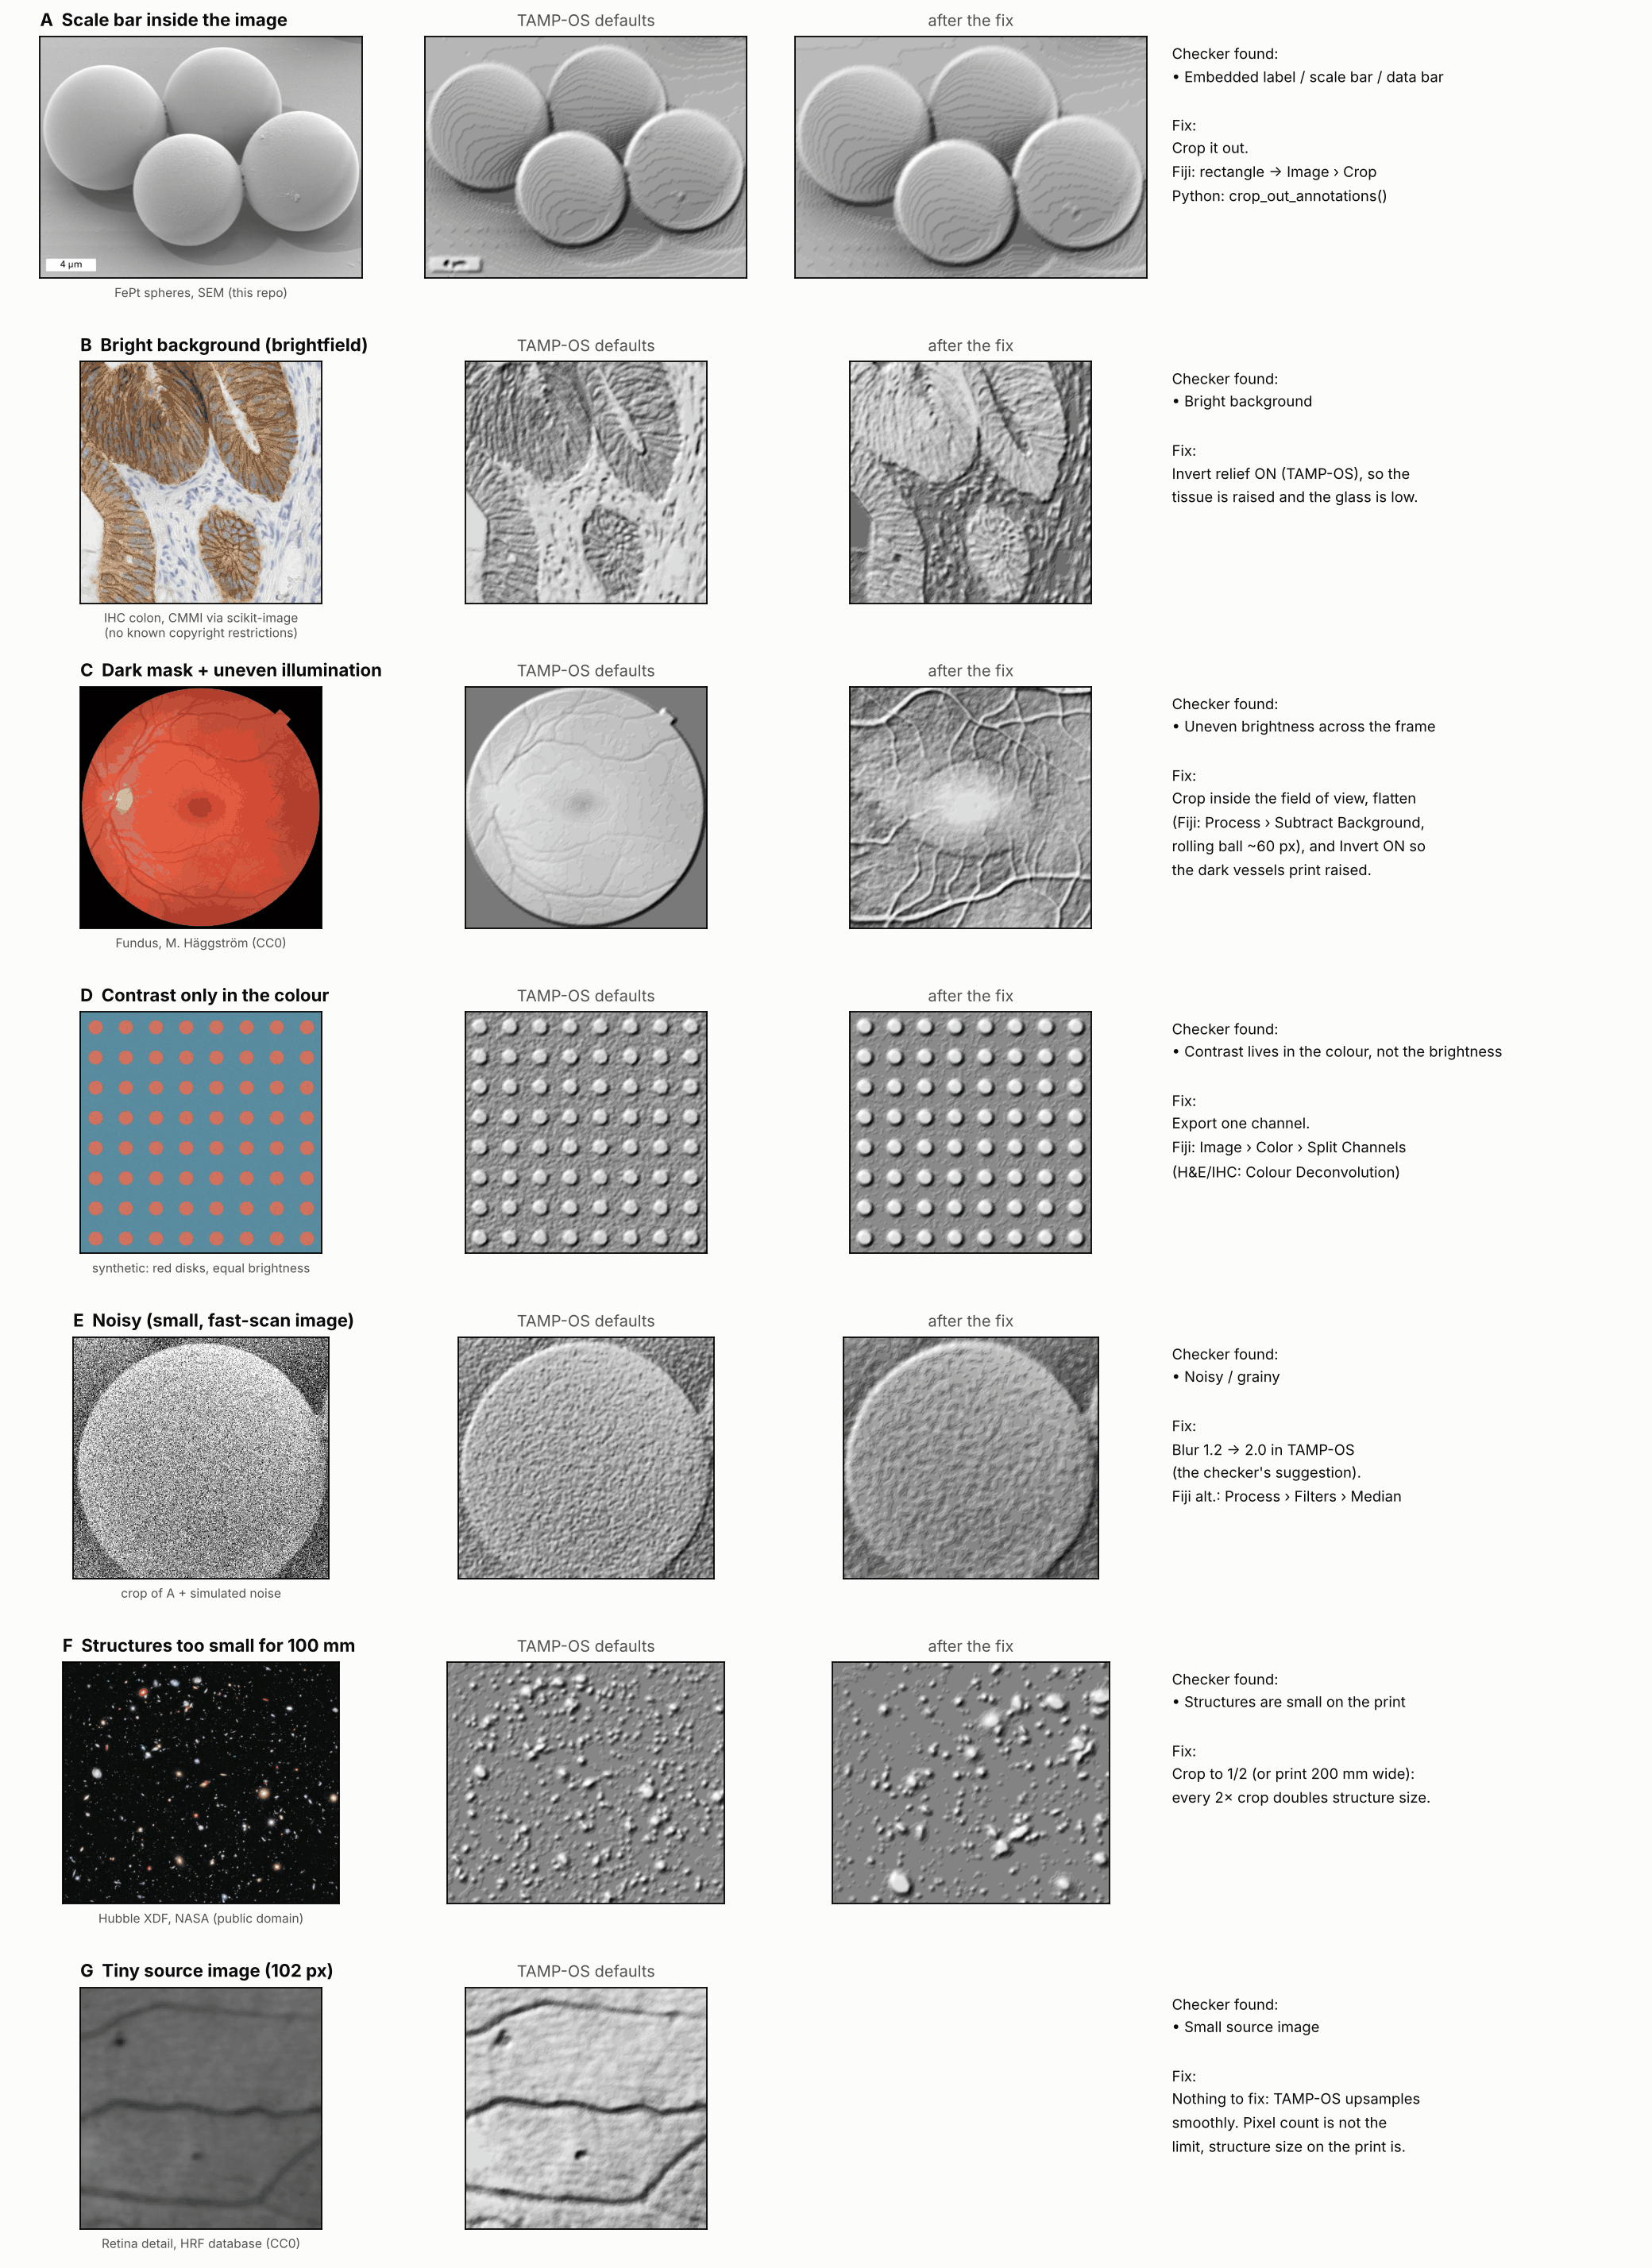 A Scale bar inside the image
TAMP-OS defaults
after the fix
4 µm
FePt spheres, SEM (this repo)
Checker found:
• Embedded label / scale bar / data bar
Fix:
Crop it out.
Fiji: rectangle → Image › Crop
Python: crop_out_annotations()
B Bright background (brightfield)
TAMP-OS defaults
after the fix
IHC colon, CMMI via scikit-image
(no known copyright restrictions)
Checker found:
• Bright background
Fix:
Invert relief ON (TAMP-OS), so the
tissue is raised and the glass is low.
C Dark mask + uneven illumination
TAMP-OS defaults
after the fix
Fundus, M. Häggström (CC0)
Checker found:
• Uneven brightness across the frame
Fix:
Crop inside the field of view, flatten
(Fiji: Process › Subtract Background,
rolling ball ~60 px), and Invert ON so
the dark vessels print raised.
D Contrast only in the colour
TAMP-OS defaults
after the fix
synthetic: red disks, equal brightness
Checker found:
• Contrast lives in the colour, not the brightness
Fix:
Export one channel.
Fiji: Image › Color › Split Channels
(H&E/IHC: Colour Deconvolution)
E Noisy (small, fast-scan image)
TAMP-OS defaults
after the fix
crop of A + simulated noise
Checker found:
• Noisy / grainy
Fix:
Blur 1.2 → 2.0 in TAMP-OS
(the checker's suggestion).
Fiji alt.: Process › Filters › Median
F Structures too small for 100 mm
TAMP-OS defaults
after the fix
Hubble XDF, NASA (public domain)
Checker found:
• Structures are small on the print
Fix:
Crop to 1/2 (or print 200 mm wide):
every 2× crop doubles structure size.
G Tiny source image (102 px)
TAMP-OS defaults
Retina detail, HRF database (CC0)
Checker found:
• Small source image
Fix:
Nothing to fix: TAMP-OS upsamples
smoothly. Pixel count is not the
limit, structure size on the print is.